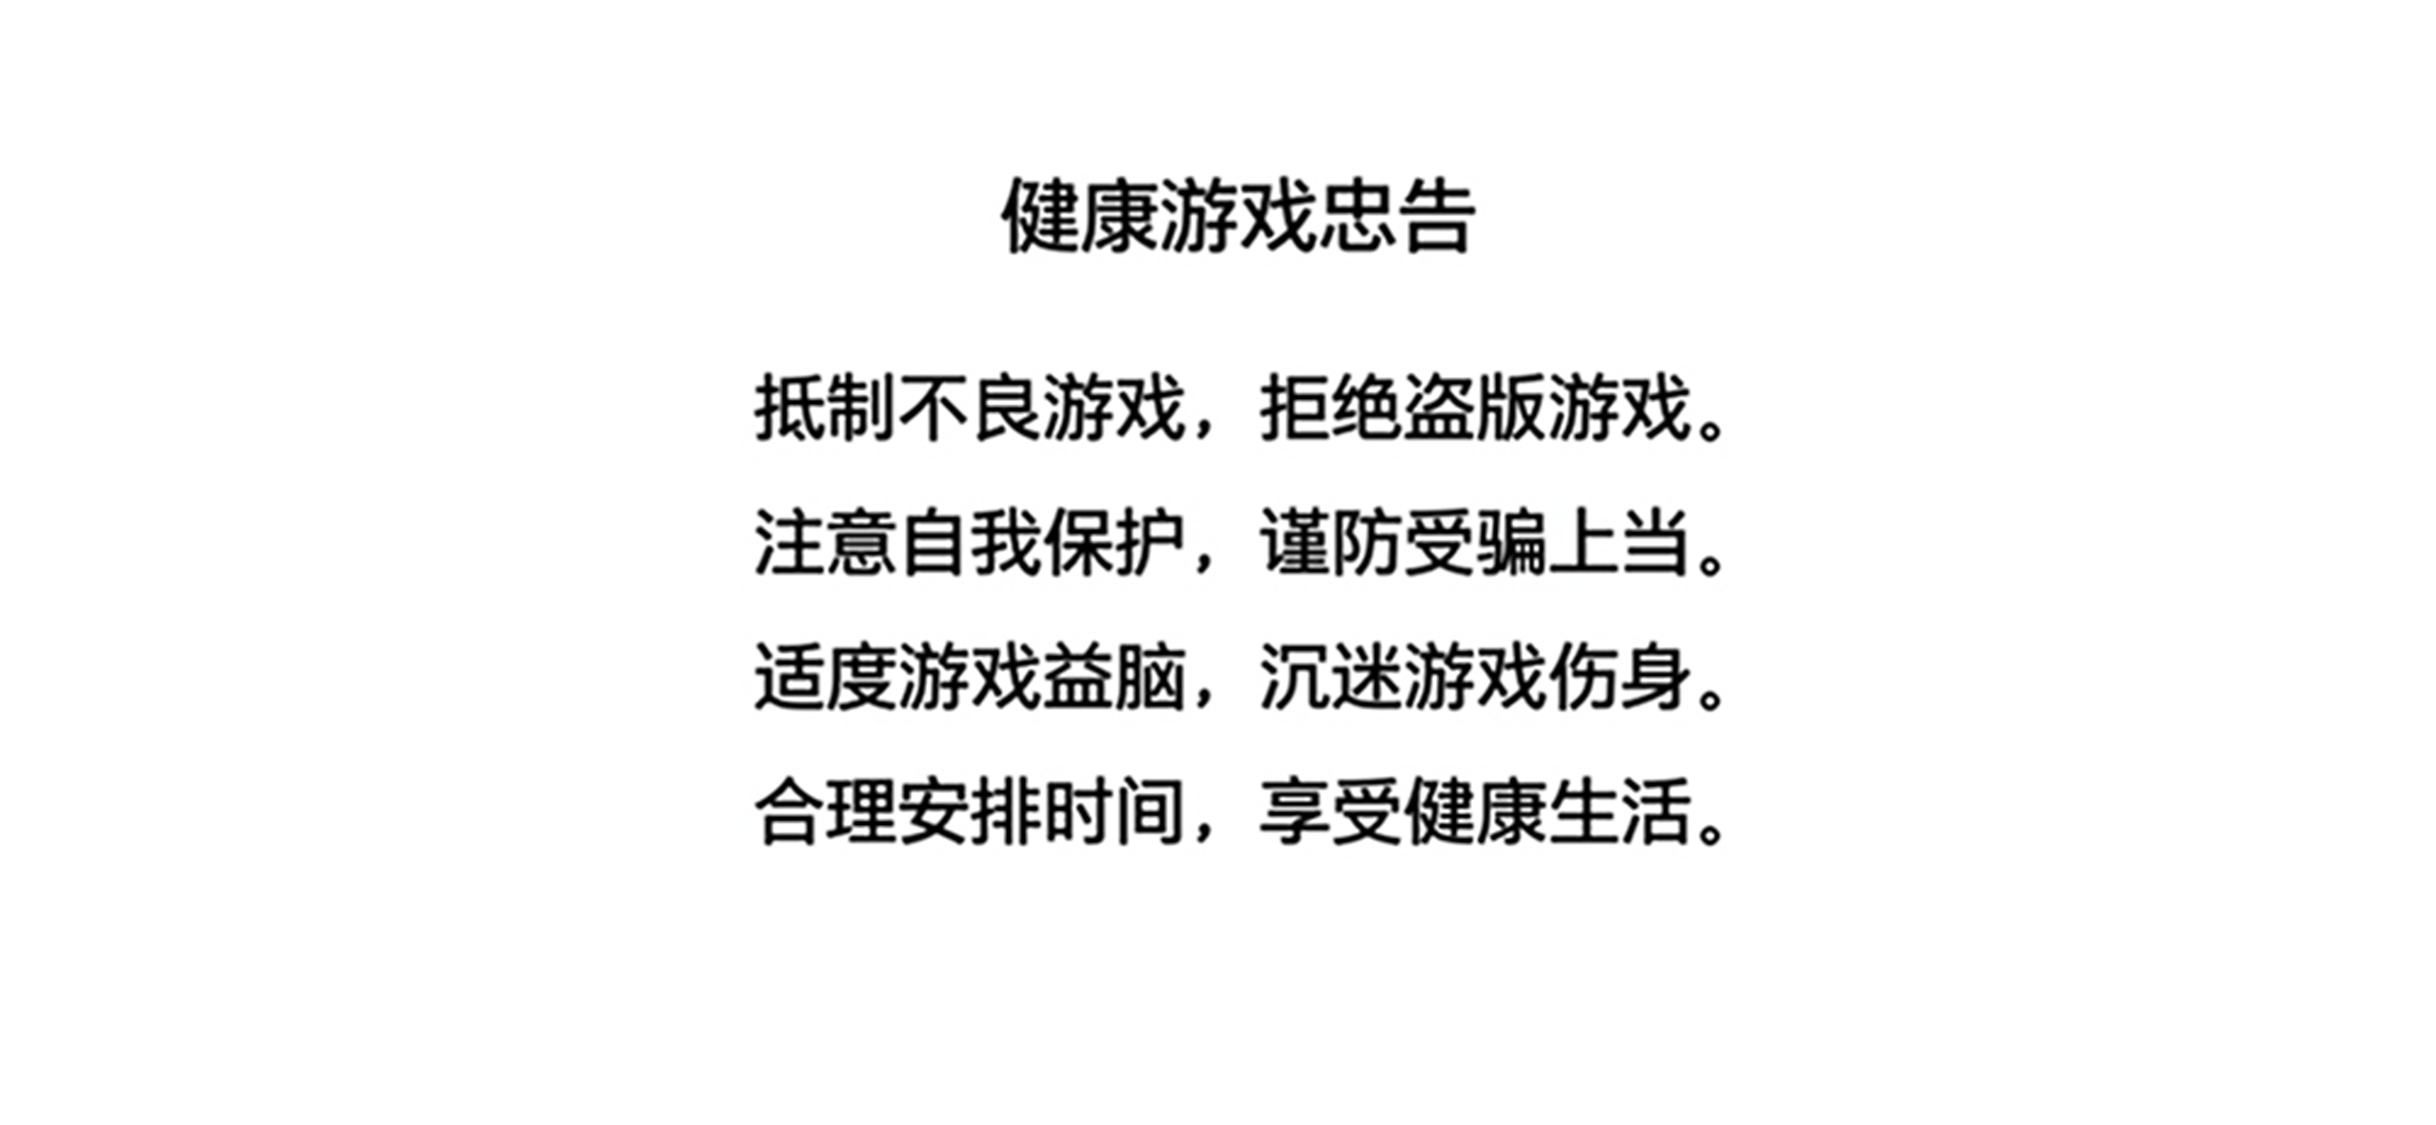 健康游戏忠告
抵制不良游戏，拒绝盗版游戏。
注意自我保护，谨防受骗上当。
适度游戏益脑，沉迷游戏伤身。
合理安排时间，享受健康生活。